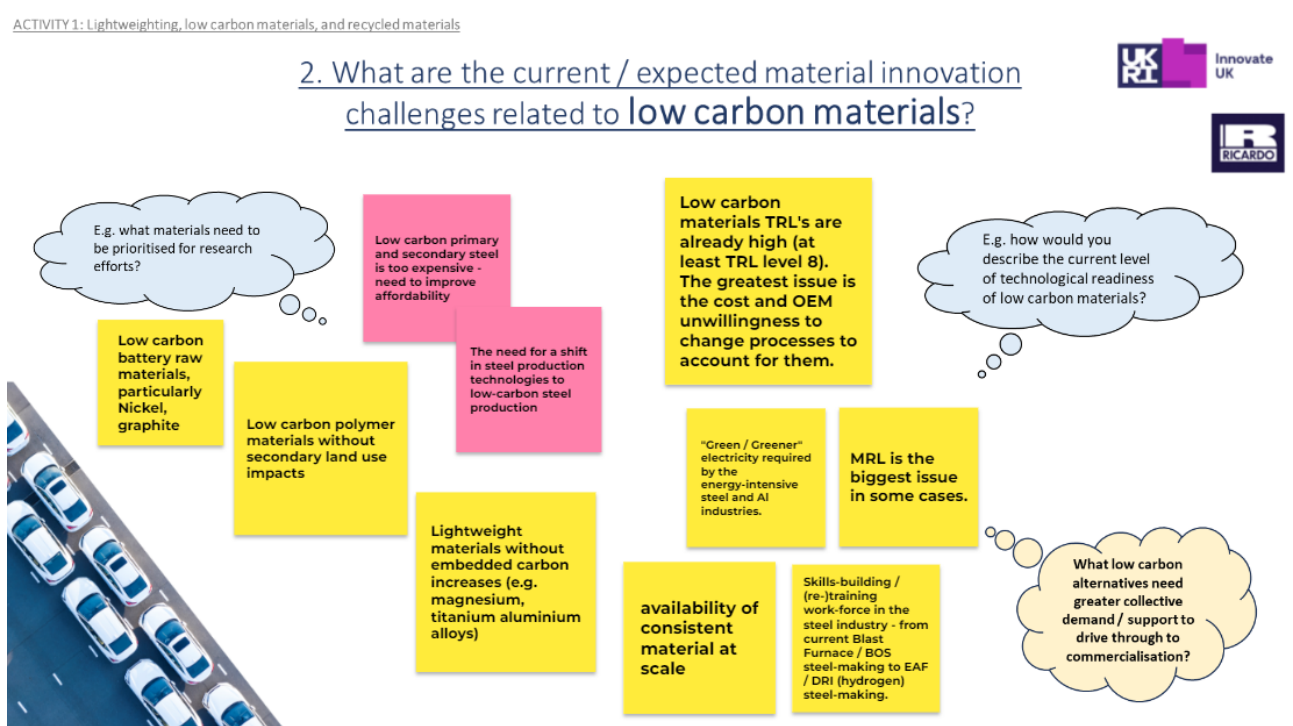 ACTIVITY 1: Lightweighting, low carbon materials, and recycled materials
2. What are the current / expected material innovation
challenges related to low carbon materials?
UK
RI
Innovate
UK
R
RICARDO
E.g. what materials need to
be prioritised for research
efforts?
Low carbon primary
and secondary steel
is too expensive -
need to improve
affordability
Low carbon
materials TRL's are
already high (at
least TRL level 8).
The greatest issue is
the cost and OEM
unwillingness to
change processes to
account for them.
E.g. how would you
describe the current level
of technological readiness
of low carbon materials?
Low carbon
battery raw
materials,
particularly
Nickel,
graphite
Low carbon polymer
materials without
secondary land use
impacts
The need for a shift
in steel production
technologies to
low-carbon steel
production
"Green / Greener"
electricity required
by the
energy-intensive
steel and Al
industries.
MRL is the
biggest issue
in some cases.
Lightweight
materials without
embedded carbon
increases (e.g.
magnesium,
titanium aluminium
alloys)
availability of
consistent
material at
scale
Skills-building /
(re-)training
work-force in the
steel industry - from
current Blast
Furnace / BOS
steel-making to EAF
/ DRI (hydrogen)
steel-making.
What low carbon
alternatives need
greater collective
demand / support to
drive through to
commercialisation?